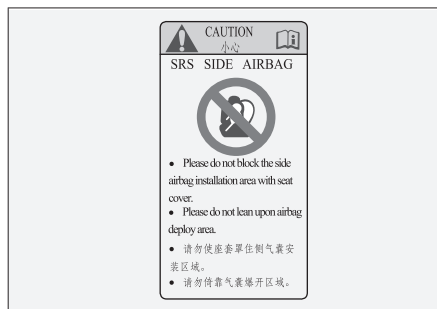 CAUTION
小心
SRS SIDE AIRBAG
● Please do not block the side
airbag installation area with seat
cover.
● Please do not lean upon airbag
deploy area.
● 请勿使座套罩住侧气囊安
装区域。
● 请勿倚靠气囊爆开区域。